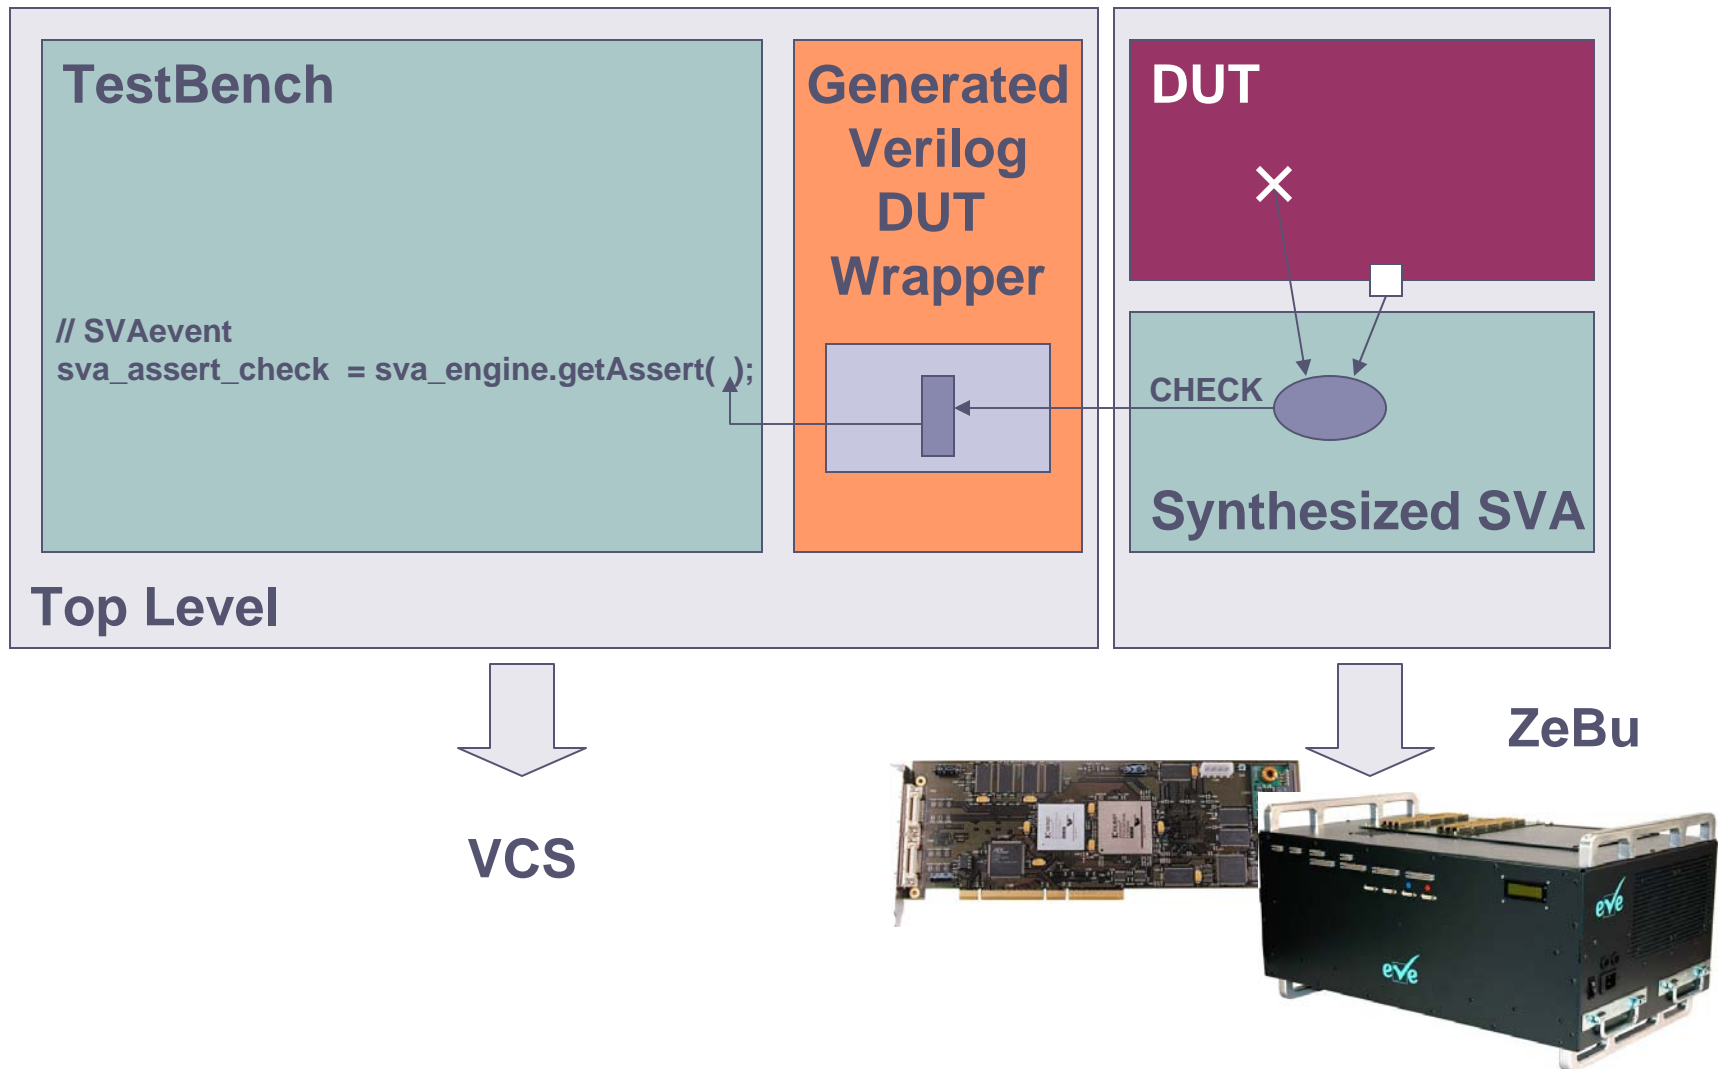 TestBench
// SVAevent
sva_assert_check = sva_engine.getAssert( );
Generated
Verilog
DUT
Wrapper
Top Level
DUT
CHECK
Synthesized SVA
VCS
ZeBu
eve
eve